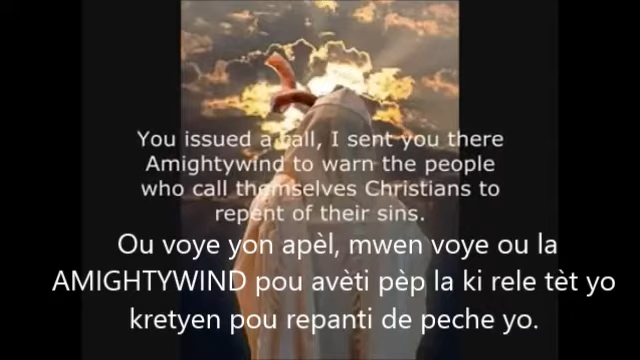 You issued a call, I sent you there
Amightywind to warn the people
who call themselves Christians to
repent of their sins.
Ou voye yon apèl, mwen voye ou la
AMIGHTYWIND pou avèti pèp la ki rele tèt yo
kretyen pou repanti de peche yo.